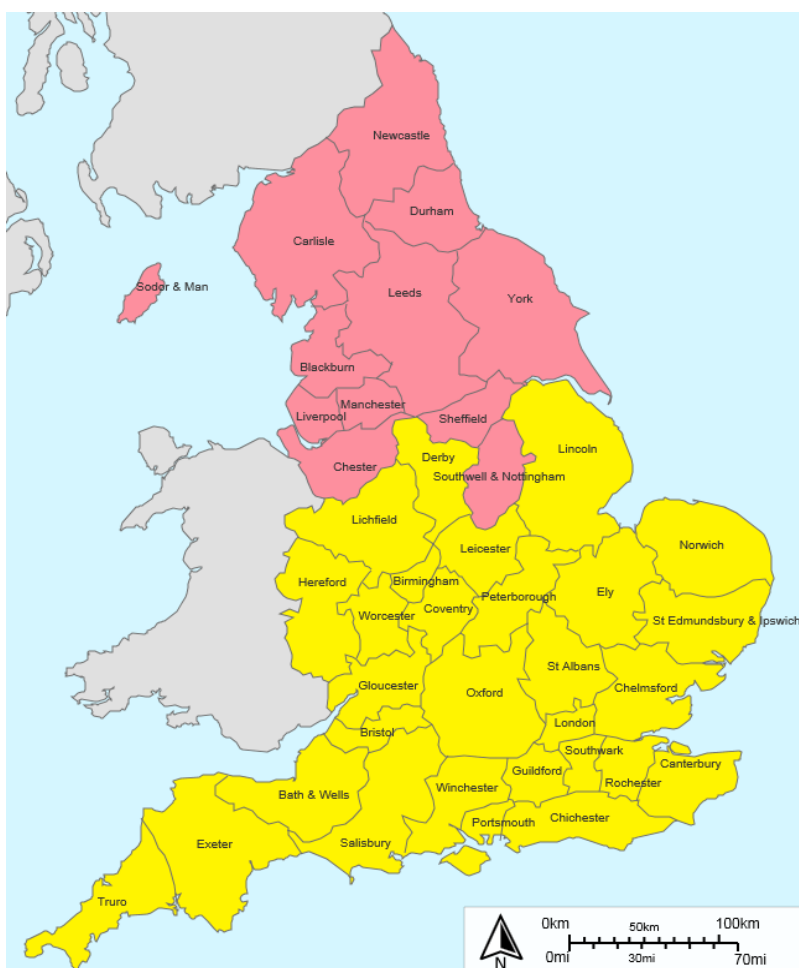 Newcastle
Durham
Carlisle
Sodor & Man
Leeds
York
Blackburn
Manchester
Liverpool
Sheffield
Chester
Derby
Lincoln
Southwell & Nottingham
Lichfield
Leicester
Norwich
Hereford
Birmingham
Peterborough
Ely
Worcester
Coventry
St Edmundsbury & Ipswich
St Albans
Gloucester
Oxford
Chelmsford
London
Bristol
Southwark
Canterbury
Guildford
Rochester
Winchester
Bath & Wells
Portsmouth
Chichester
Exeter
Salisbury
Truro
N
0km 50km 100km
0mi 30mi 70mi